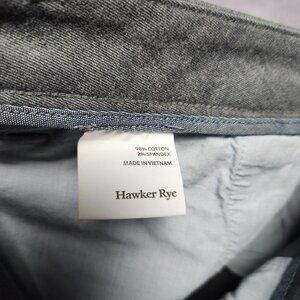 98% COTTON
2% SPANDEX
MADE IN VIETNAM
Hawker Rye